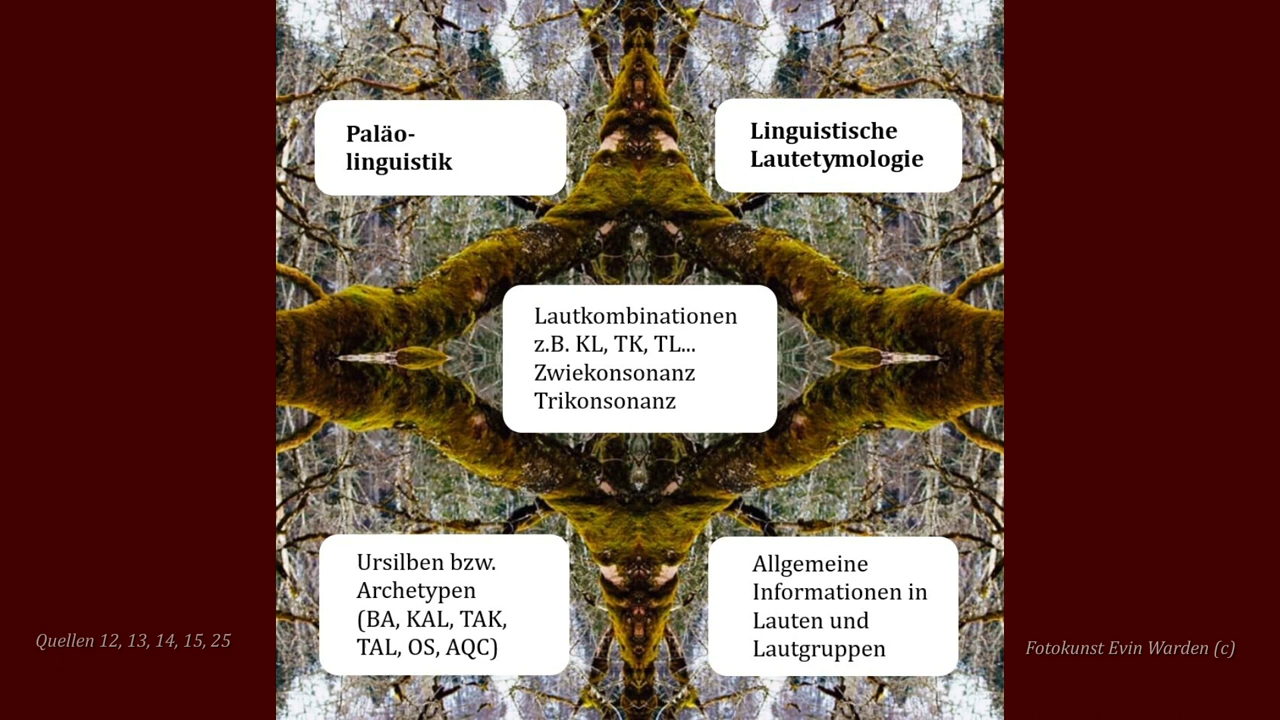 Paläo-
linguistik
Linguistische
Lautetymologie
Lautkombinationen
z.B. KL, TK, TL...
Zwiekonsonanz
Trikonsonanz
Ursilben bzw.
Archetypen
(BA, KAL, TAK,
TAL, OS, AQC)
Allgemeine
Informationen in
Lauten und
Lautgruppen
Quellen 12, 13, 14, 15, 25
Fotokunst Evin Warden (c)